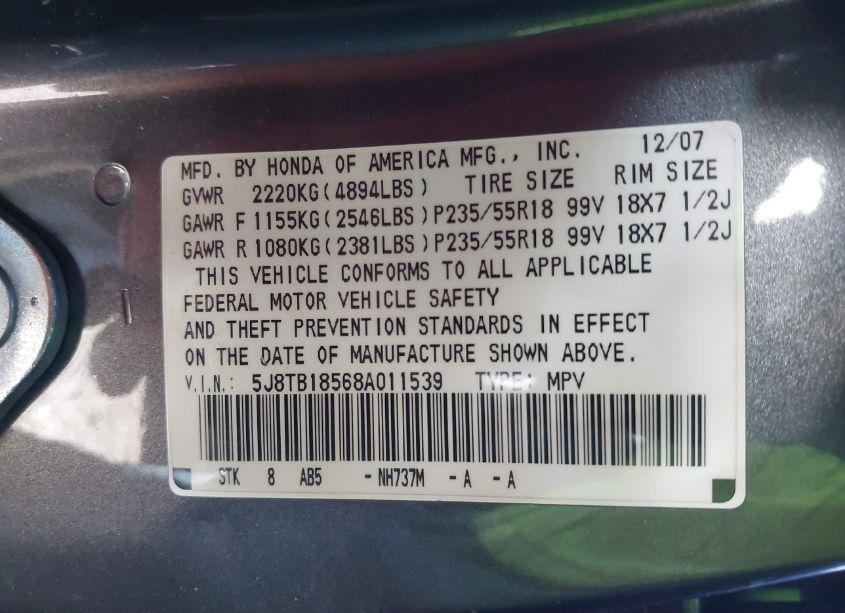 MFD. BY HONDA OF AMERICA MFG., INC. 12/07
GVWR 2220KG(4894LBS) TIRE SIZE RIM SIZE
GAWR F 1155KG(2546LBS)P235/55R18 99V 18X7 1/2J
GAWR R 1080KG(2381LBS)P235/55R18 99V 18X7 1/2J
THIS VEHICLE CONFORMS TO ALL APPLICABLE
FEDERAL MOTOR VEHICLE SAFETY
AND THEFT PREVENTION STANDARDS IN EFFECT
ON THE DATE OF MANUFACTURE SHOWN ABOVE.
V.I.N.: 5J8TB18568A011539 TYPE: MPV
STK 8 AB5 -NH737M -A -A